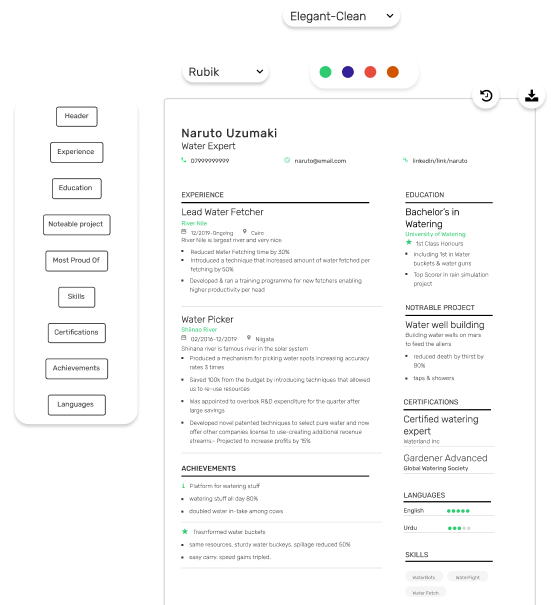 Elegant-Clean
Rubik
Header
Experience
Education
Noteable project
Most Proud Of
Skills
Certifications
Achievements
Languages
Naruto Uzumaki
Water Expert
07999999999
naruto@email.com
linkedin/link/naruto
EXPERIENCE
Lead Water Fetcher
River Nile
12/2019-Ongoing
Cairo
River Nile is largest river and very nice
Reduced Water Fetching time by 30%
Introduced a technique that increased amount of water fetched per
fetching by 50%
Developed & ran a training programme for new fetchers enabling
higher productivity per head
Water Picker
Shiinao River
02/2016-12/2019
Niigata
Shinana river is famous river in the solar system
Produced a mechanism for picking water spots increasing accuracy
rates 3 times
Saved 100k from the budget by introducing techniques that allowed
us to re-use resources
Was appointed to overlook R&D expenditure for the quarter after
large savings
Developed novel patented techniques to select pure water and now
offer other companies license to use-creating additional revenue
streams.- Projected to increase profits by 15%
ACHIEVEMENTS
Platform for watering stuff
watering stuff all day 80%
doubled water in-take among cows
Trasnformed water buckets
same resources, sturdy water buckeys, spillage reduced 50%
easy carry, speed gains tripled.
EDUCATION
Bachelor's in
Watering
University of Watering
1st Class Honours
including 1st in Water
buckets & water guns
Top Scorer in rain simulation
project
NOTRABLE PROJECT
Water well building
Building water walls on mars
to feed the aliens
reduced death by thirst by
80%
taps & showers
CERTIFICATIONS
Certified watering
expert
Waterland inc
Gardener Advanced
Global Watering Society
LANGUAGES
English
Urdu
SKILLS
WaterBots
WaterFight
Water Fetch